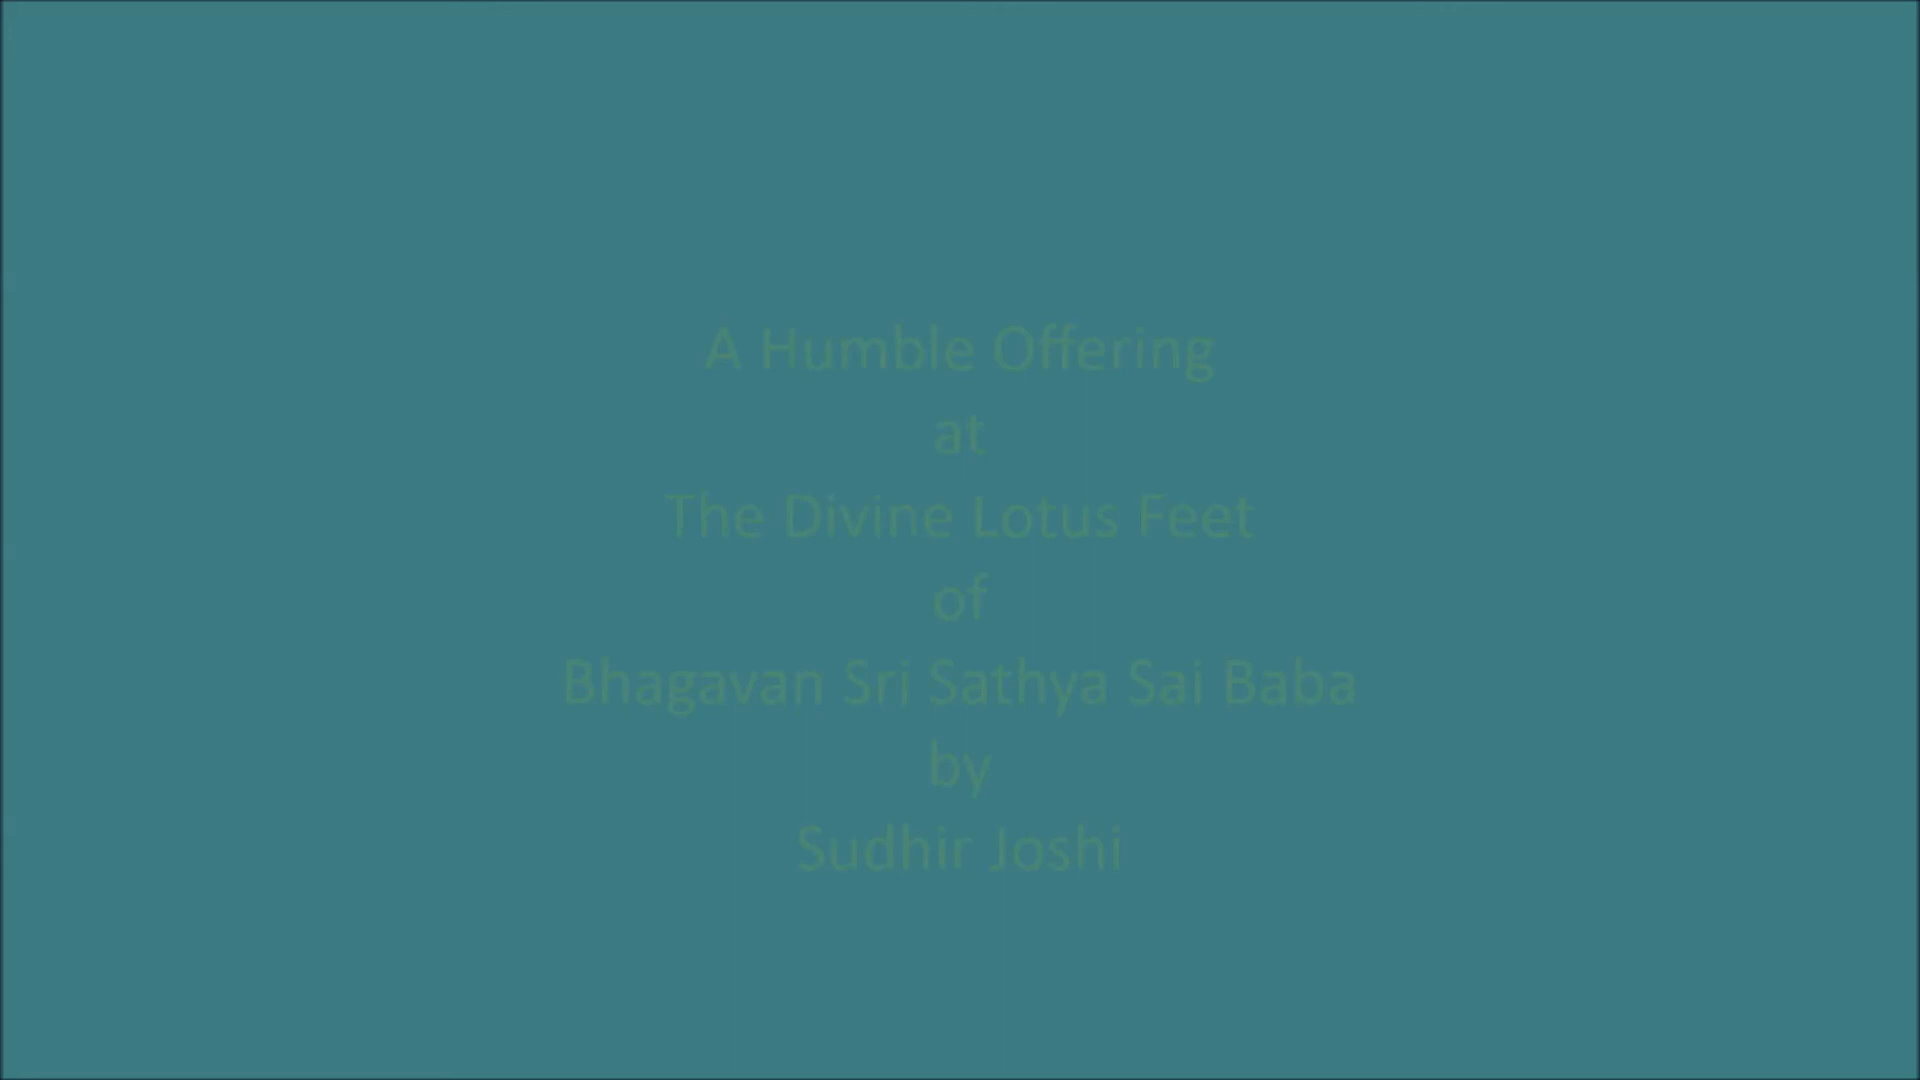 A Humble Offering
at
The Divine Lotus Feet
of
Bhagavan Sri Sathya Sai Baba
by
Sudhir Joshi